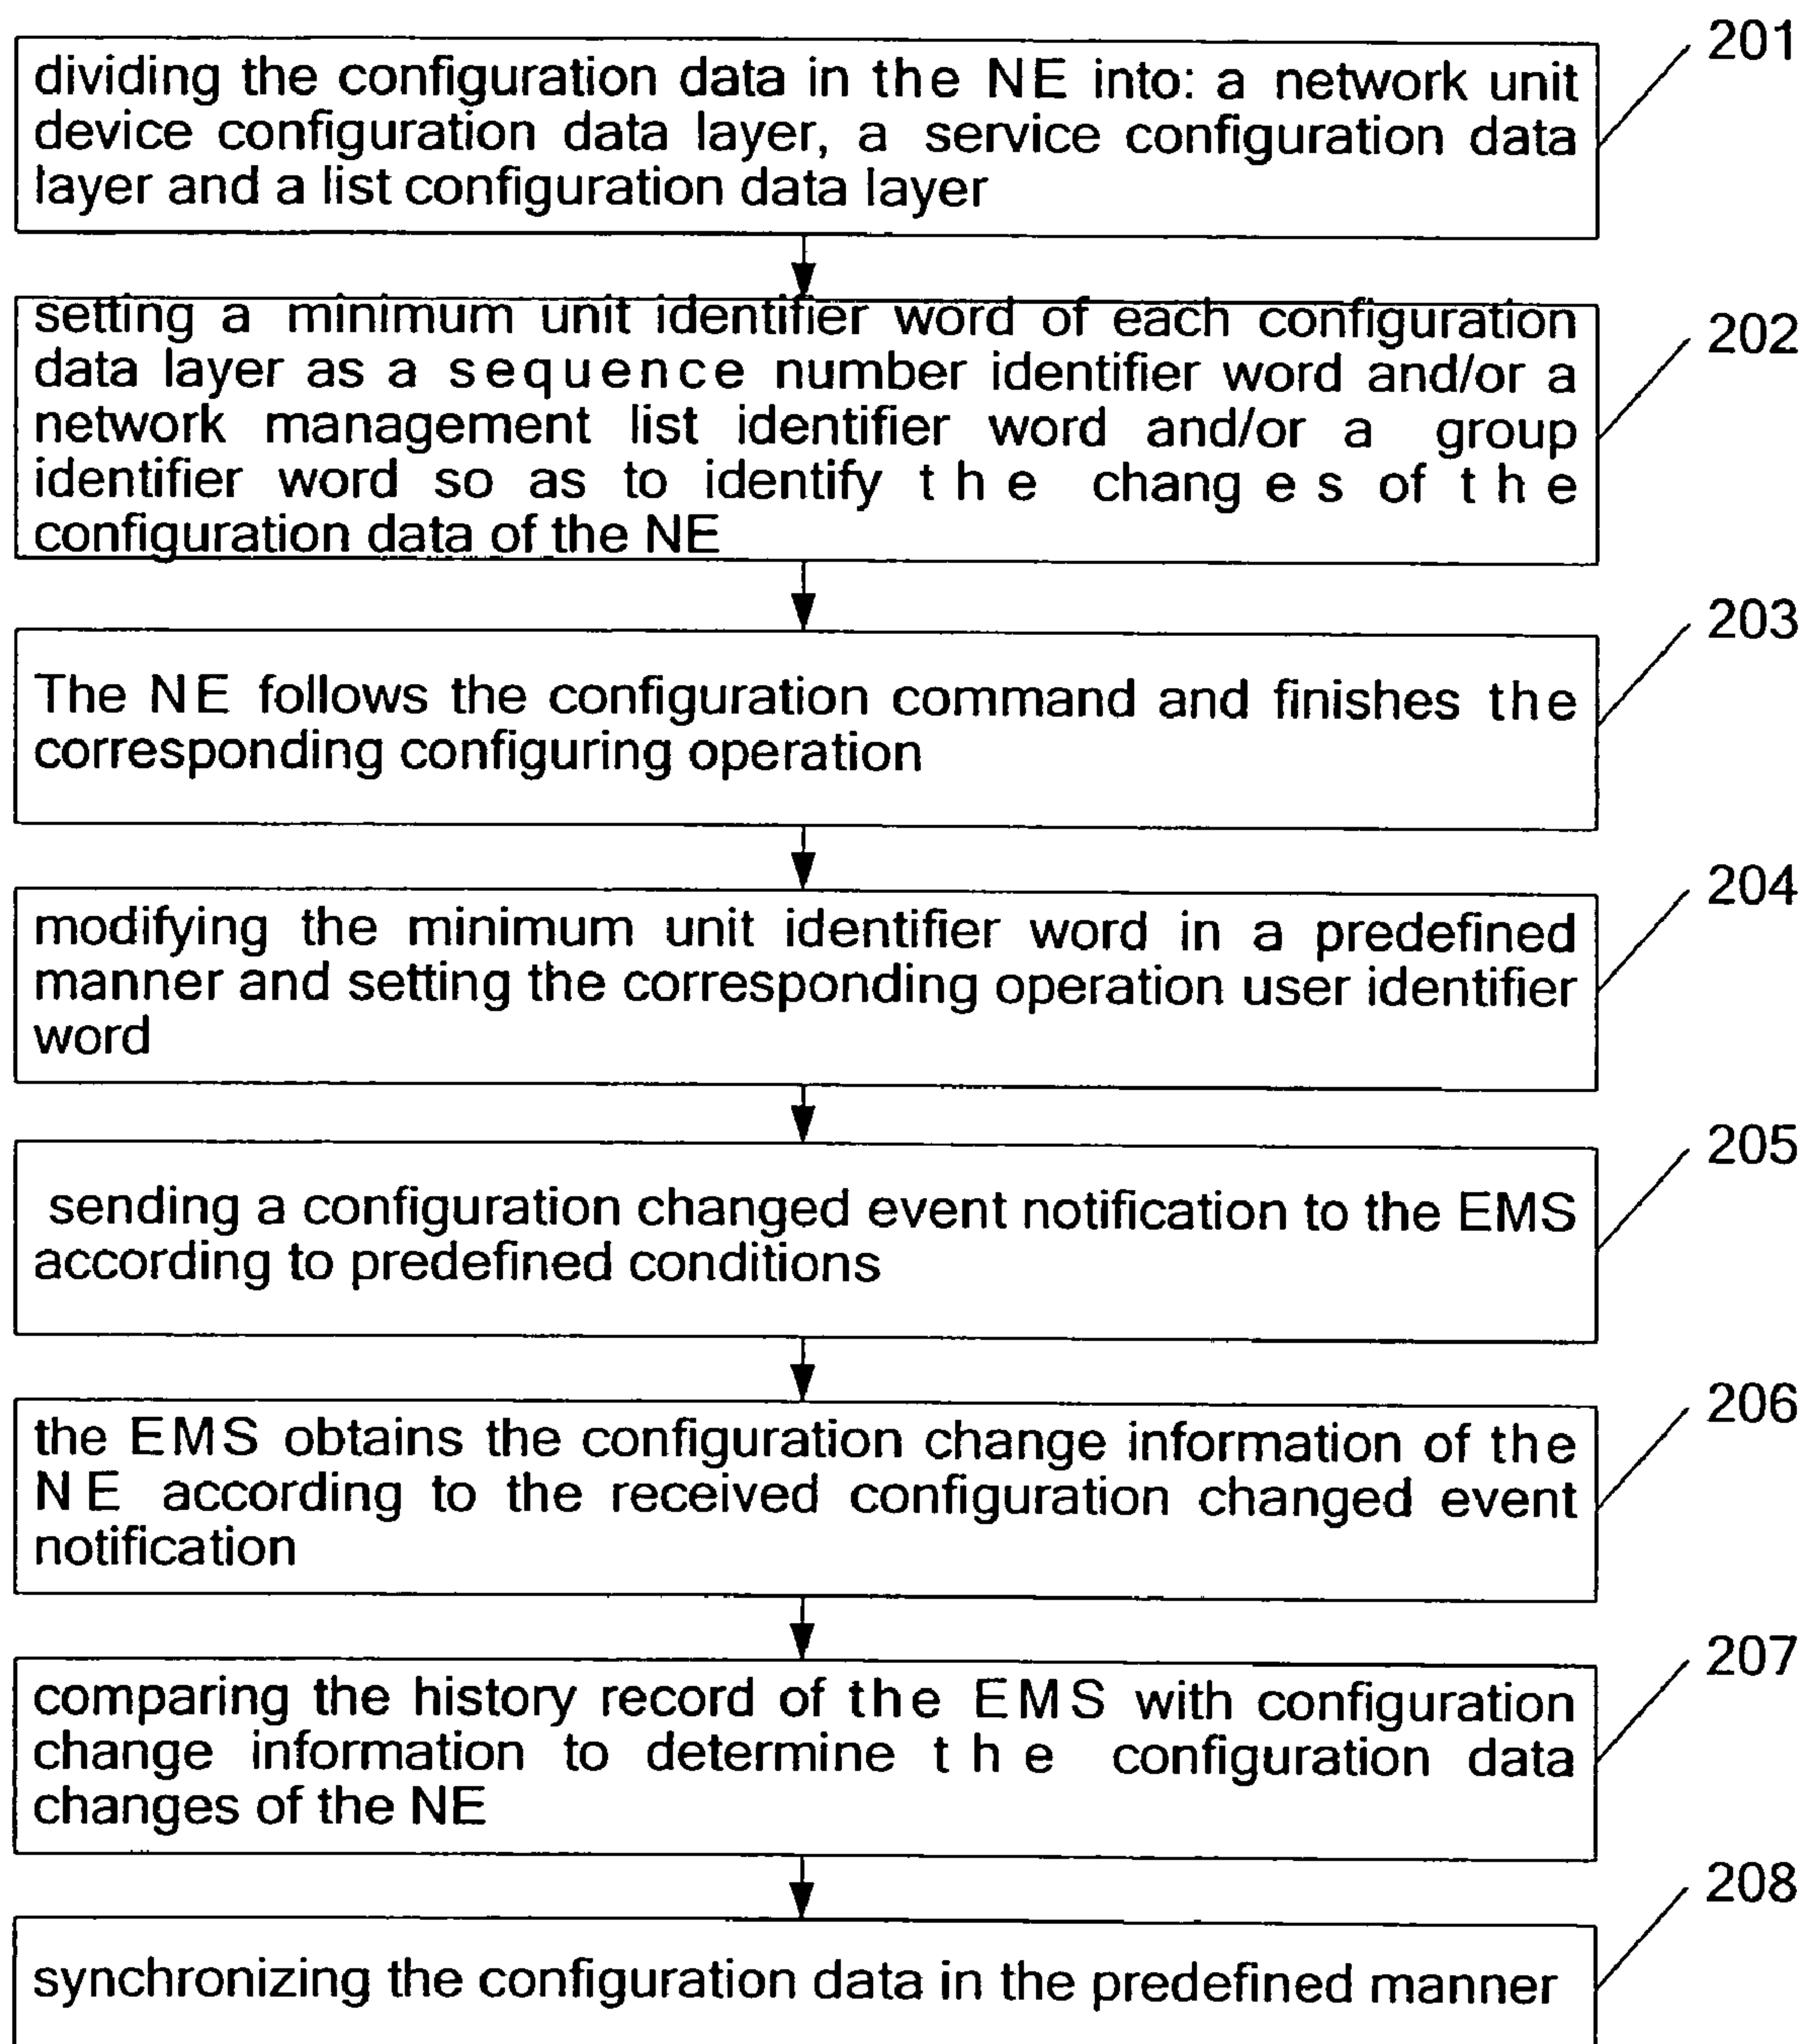 201
dividing the configuration data in the NE into: a network unit
device configuration data layer, a service configuration data
layer and a list configuration data layer
202
setting a minimum unit identifier word of each configuration
data layer as a sequence number identifier word and/or a
network management list identifier word and/or a group
identifier word so as to identify the changes of the
configuration data of the NE
203
The NE follows the configuration command and finishes the
corresponding configuring operation
204
modifying the minimum unit identifier word in a predefined
manner and setting the corresponding operation user identifier
word
205
sending a configuration changed event notification to the EMS
according to predefined conditions
206
the EMS obtains the configuration change information of the
NE according to the received configuration changed event
notification
207
comparing the history record of the EMS with configuration
change information to determine the configuration data
changes of the NE
208
synchronizing the configuration data in the predefined manner